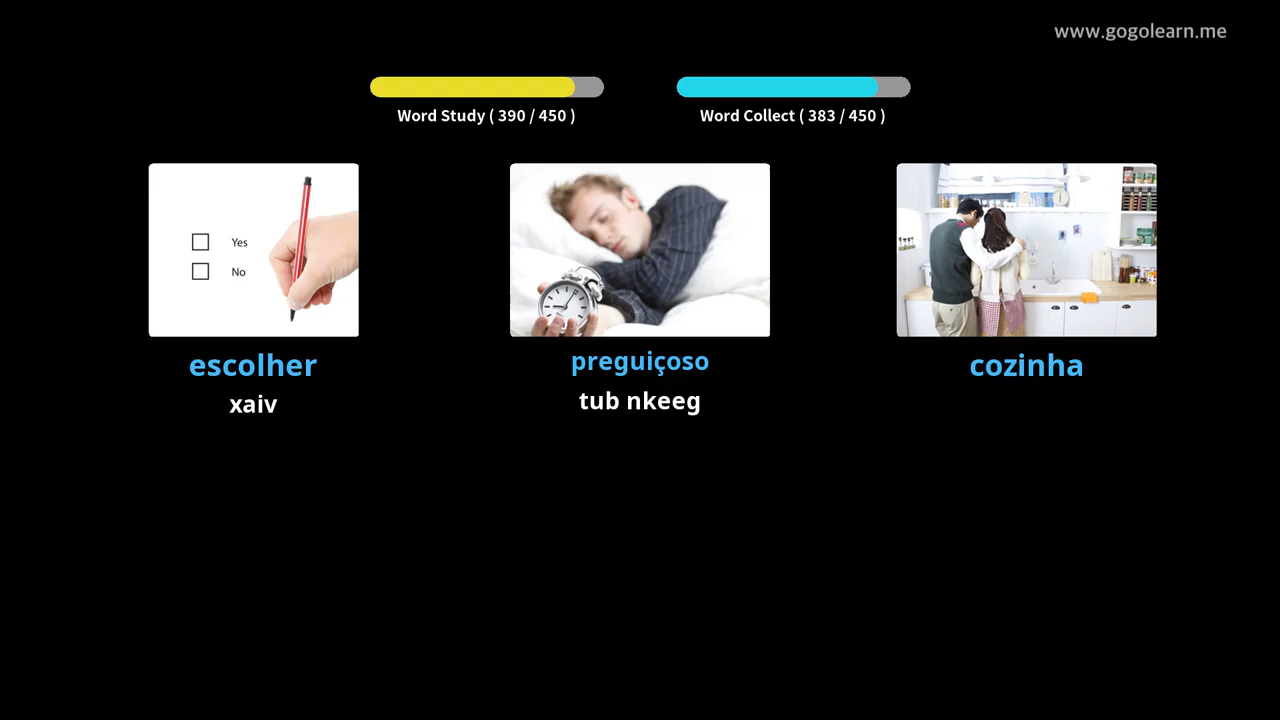 www.gogolearn.me
Word Study ( 390 / 450 )
Word Collect ( 383 / 450 )
Yes
No
escolher
xaiv
preguiçoso
tub nkeeg
cozinha